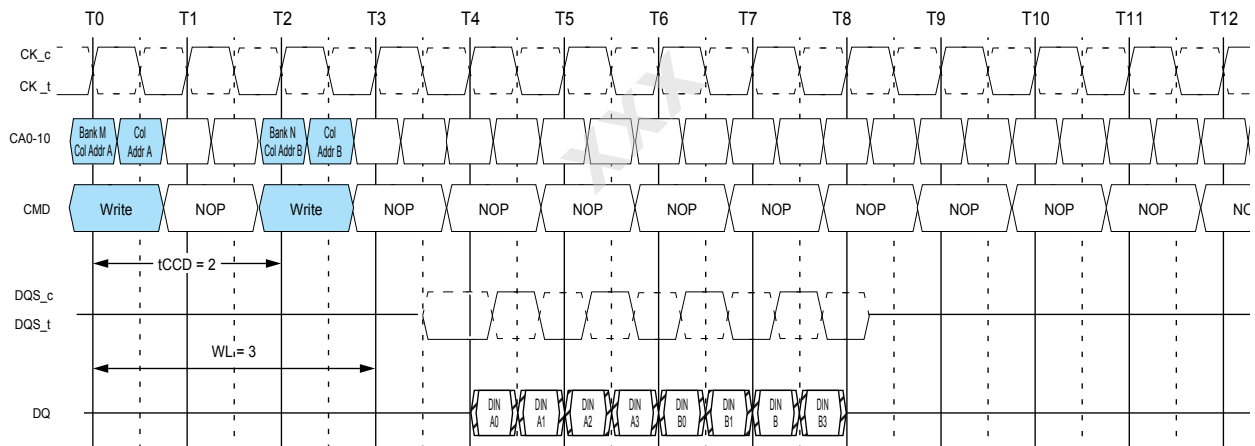 T0 T1 T2 T3 T4 T5 T6 T7 T8 T9 T10 T11 T12
CK_c
CK_t
CA0-10
Bank M
Col Addr A
Col
Addr A
Bank N
Col Addr B
Col
Addr B
CMD
Write NOP Write NOP NOP NOP NOP NOP NOP NOP NOP NOP
tCCD = 2
DQS_c
DQS_t
WL = 3
DQ
DIN
A0
DIN
A1
DIN
A2
DIN
A3
DIN
B0
DIN
B1
DIN
B
DIN
B3
XXX